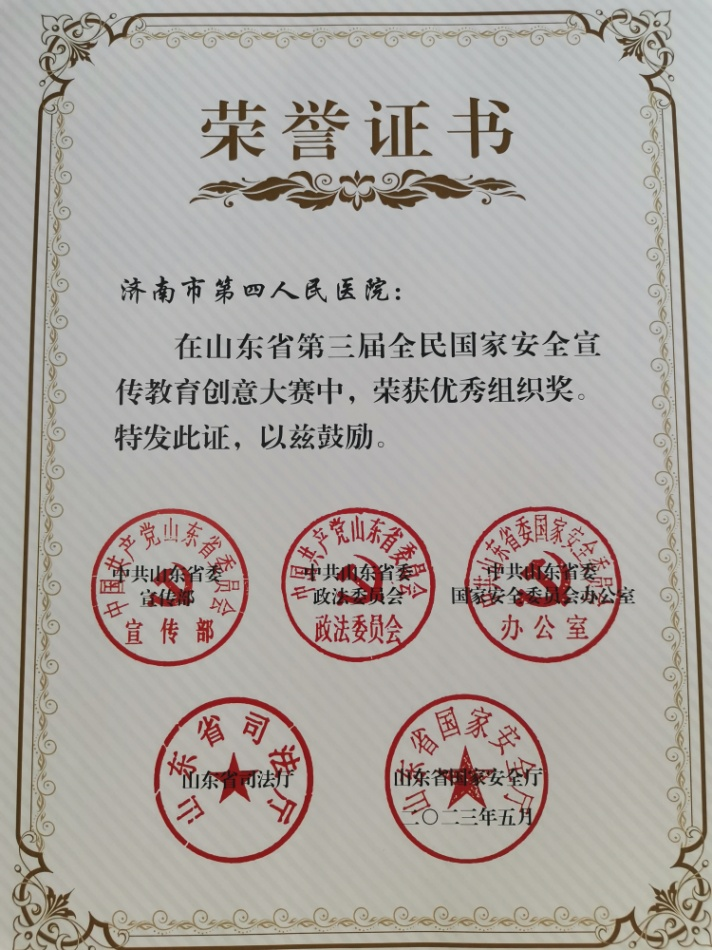 荣誉证书
济南市第四人民医院：
在山东省第三届全民国家安全宣
传教育创意大赛中，荣获优秀组织奖。
特发此证，以兹鼓励。
中国共产党山东省委员会
宣传部
中共山东省委
宣传部
中国共产党山东省委员会
政法委员会
中共山东省委
政法委员会
中共山东省委国家安全委员会
办公室
中共山东省委
国家安全委员会办公室
山东省司法厅
山东省司法厅
山东省国家安全厅
山东省国家安全厅
二〇二三年五月